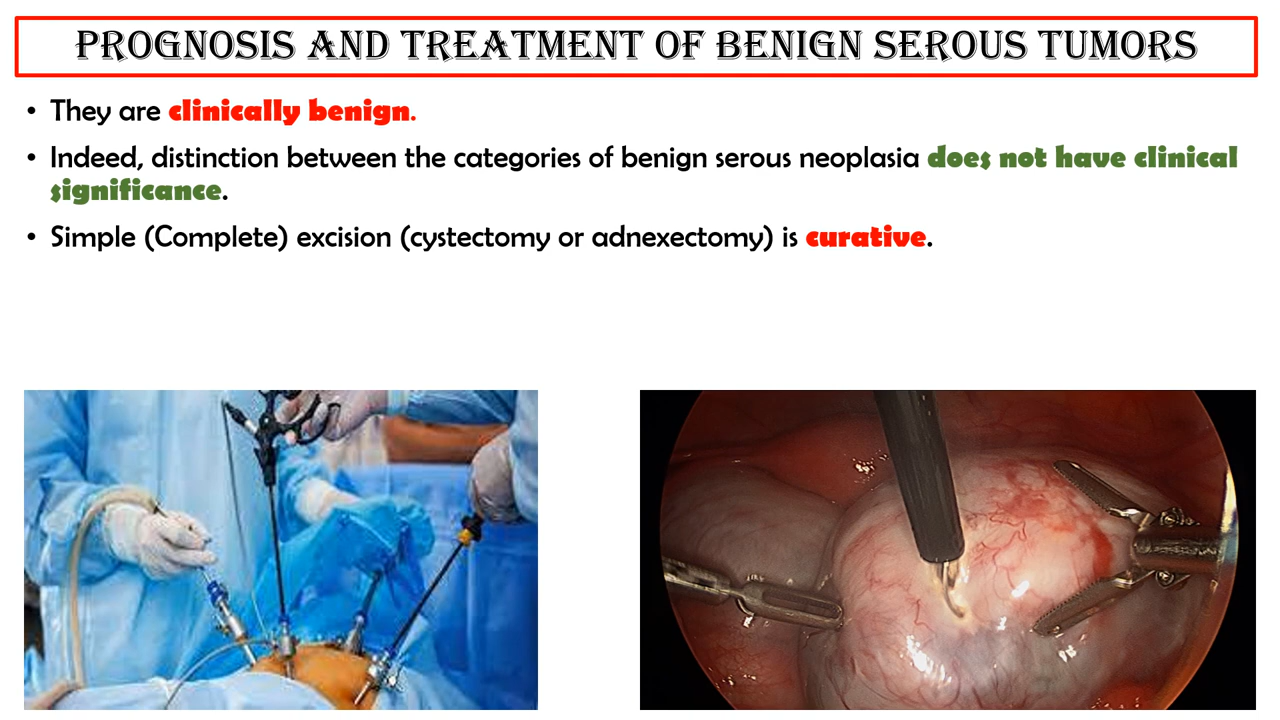 PROGNOSIS AND TREATMENT OF BENIGN SEROUS TUMORS
• They are clinically benign.
• Indeed, distinction between the categories of benign serous neoplasia does not have clinical
significance.
• Simple (Complete) excision (cystectomy or adnexectomy) is curative.